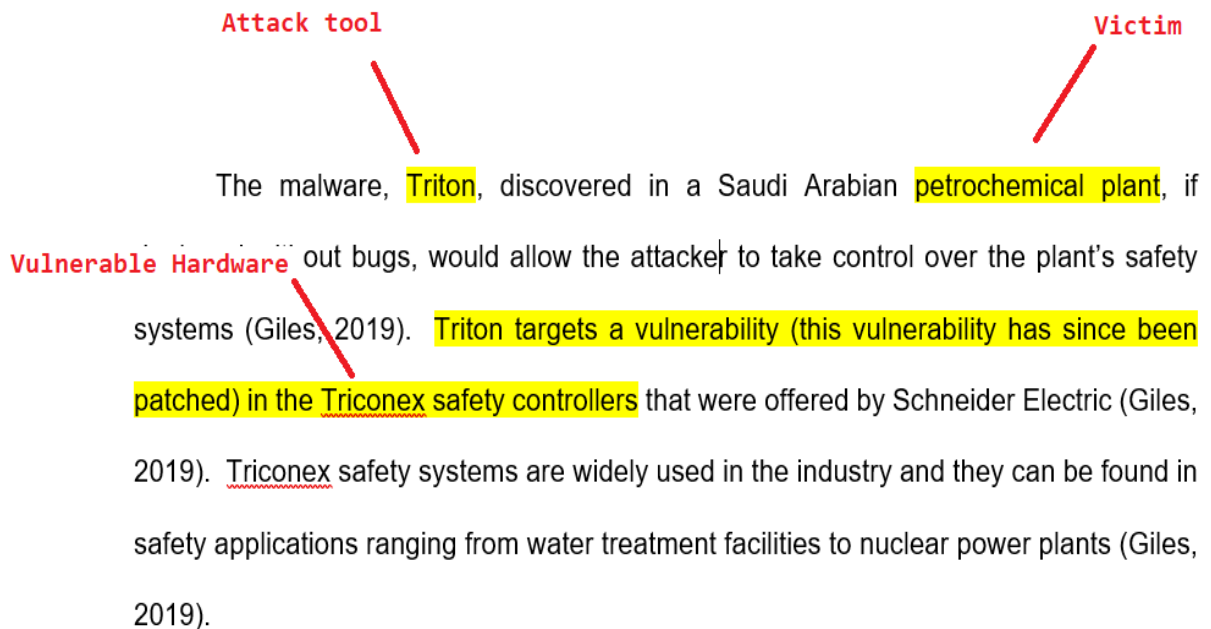 Attack tool
Victim
The malware, Triton, discovered in a Saudi Arabian petrochemical plant, if
Vulnerable Hardware
out bugs, would allow the attacker to take control over the plant's safety
systems (Giles, 2019). Triton targets a vulnerability (this vulnerability has since been
patched) in the Triconex safety controllers that were offered by Schneider Electric (Giles,
2019). Triconex safety systems are widely used in the industry and they can be found in
safety applications ranging from water treatment facilities to nuclear power plants (Giles,
2019).